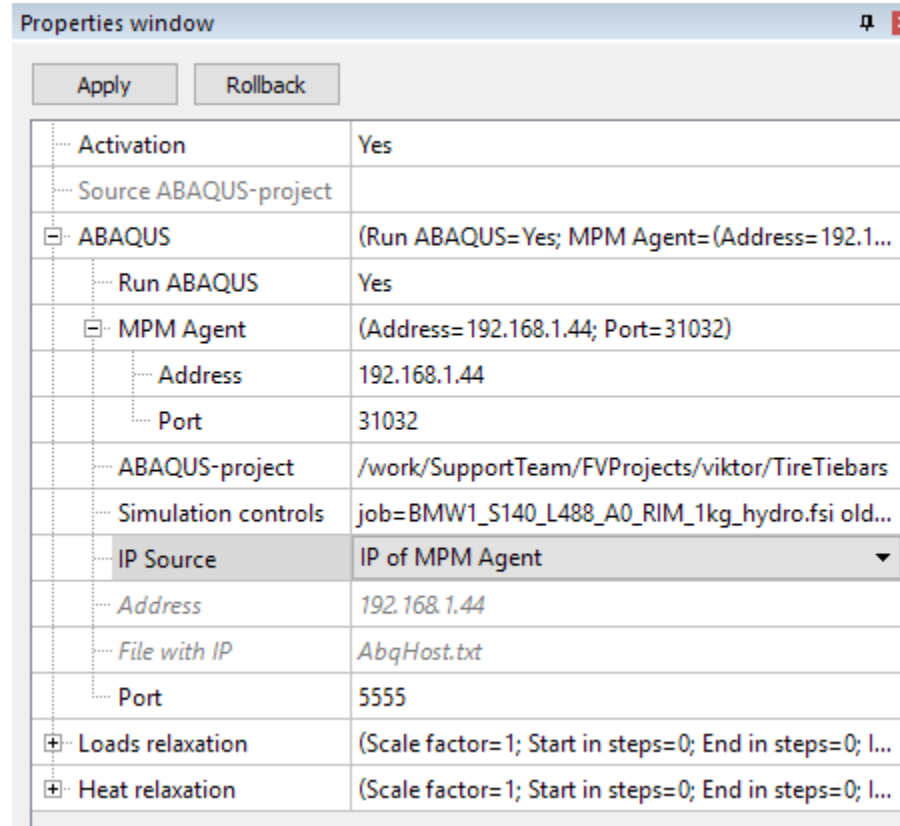 Properties window
Apply Rollback
Activation Yes
Source ABAQUS-project
ABAQUS (Run ABAQUS=Yes; MPM Agent=(Address=192.1...
Run ABAQUS Yes
MPM Agent (Address=192.168.1.44; Port=31032)
Address 192.168.1.44
Port 31032
ABAQUS-project /work/SupportTeam/FVProjects/viktor/TireTiebars
Simulation controls job=BMW1_S140_L488_A0_RIM_1kg_hydro.fsi old...
IP Source IP of MPM Agent
Address 192.168.1.44
File with IP AbqHost.txt
Port 5555
Loads relaxation (Scale factor=1; Start in steps=0; End in steps=0; I...
Heat relaxation (Scale factor=1; Start in steps=0; End in steps=0; I...